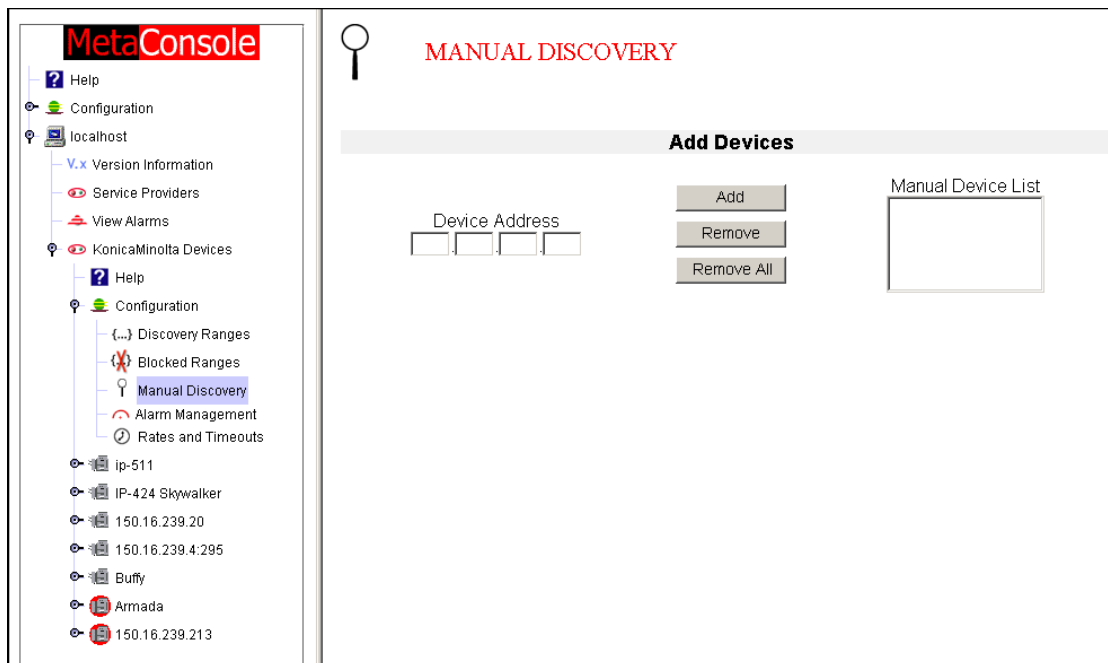 MetaConsole
? Help
Configuration
localhost
V.x Version Information
Service Providers
View Alarms
KonicaMinolta Devices
? Help
Configuration
{...} Discovery Ranges
Blocked Ranges
Manual Discovery
Alarm Management
Rates and Timeouts
ip-511
IP-424 Skywalker
150.16.239.20
150.16.239.4:295
Buffy
Armada
150.16.239.213
MANUAL DISCOVERY
Add Devices
Device Address
. . .
Add
Remove
Remove All
Manual Device List